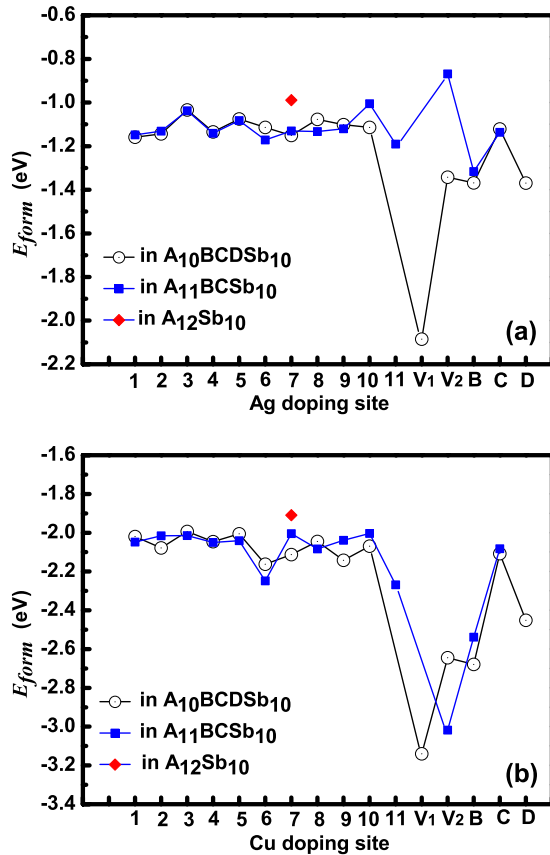 -0.6
-0.8
-1.0
-1.2
-1.4
-1.6
-1.8
-2.0
-2.2
E_form (eV)
in A10BCDSb10
in A11BCSb10
in A12Sb10
(a)
1 2 3 4 5 6 7 8 9 10 11 V1 V2 B C D
Ag doping site
-1.6
-1.8
-2.0
-2.2
-2.4
-2.6
-2.8
-3.0
-3.2
-3.4
E_form (eV)
in A10BCDSb10
in A11BCSb10
in A12Sb10
(b)
1 2 3 4 5 6 7 8 9 10 11 V1 V2 B C D
Cu doping site